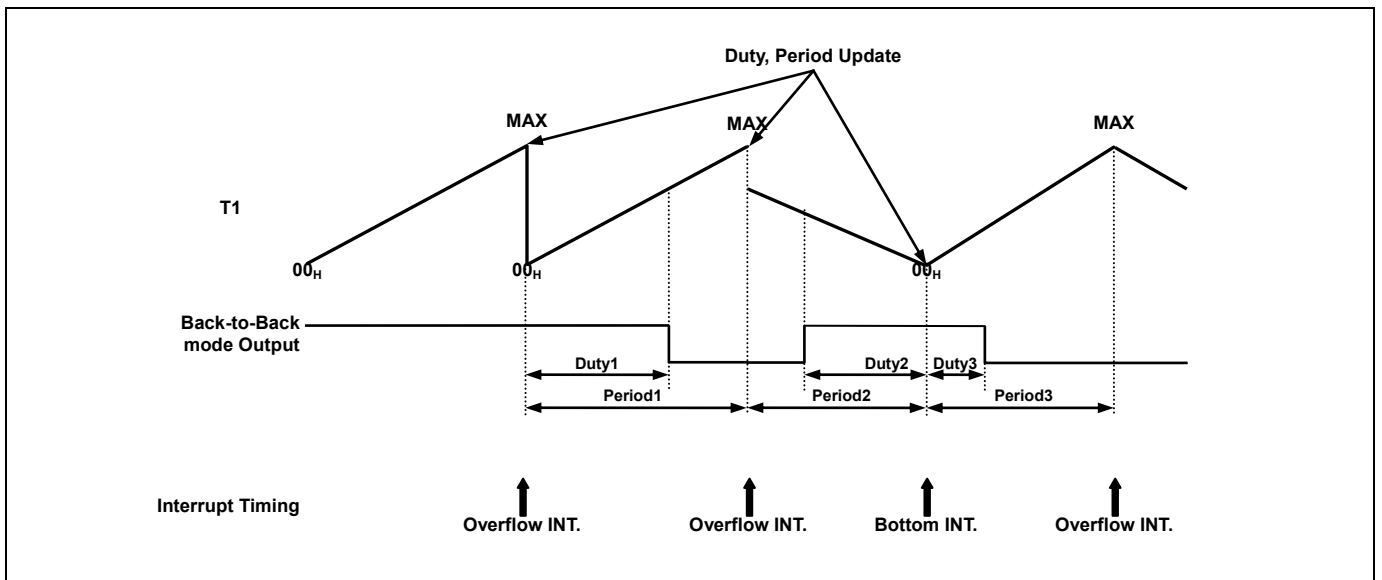 Duty, Period Update
MAX
MAX
MAX
T1
00H
00H
00H
Back-to-Back
mode Output
Duty1
Duty2
Duty3
Period1
Period2
Period3
Interrupt Timing
Overflow INT.
Overflow INT.
Bottom INT.
Overflow INT.